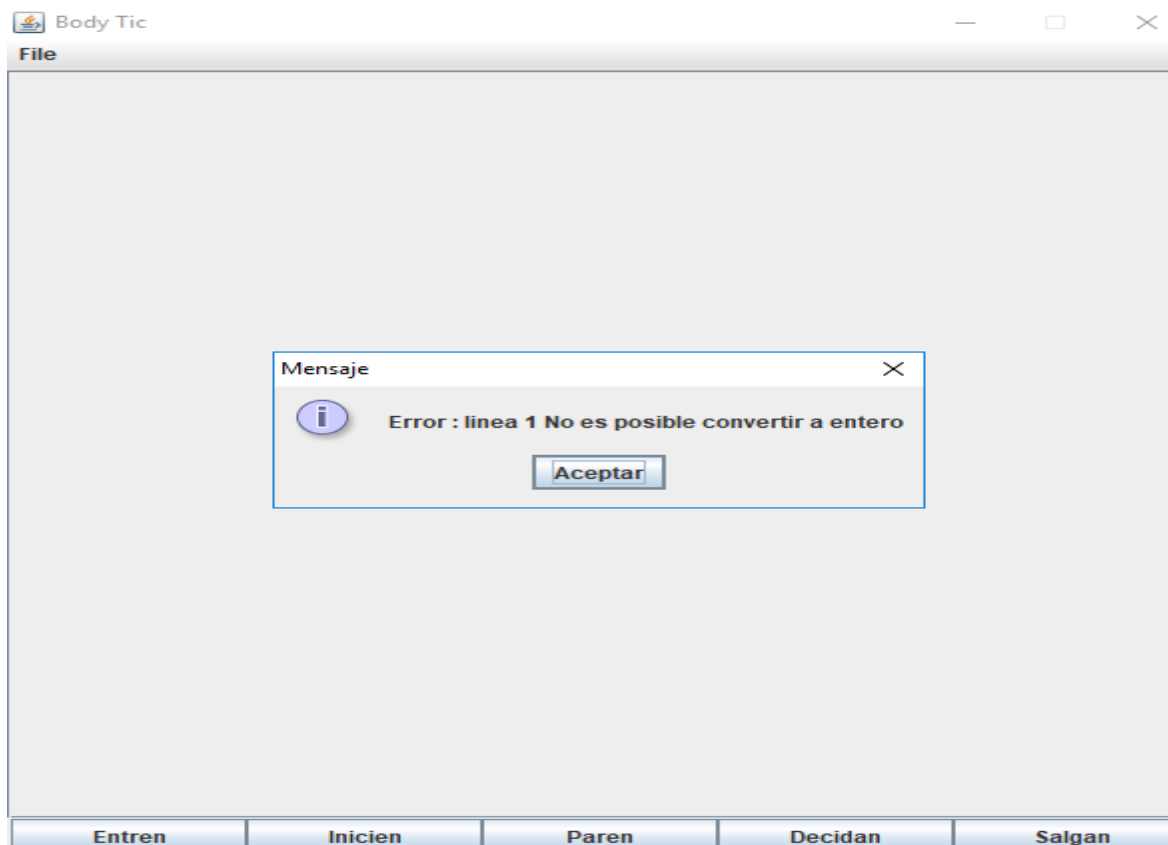 Body Tic
File
Mensaje
i
Error : linea 1 No es posible convertir a entero
Aceptar
Entren Inicien Paren Decidan Salgan